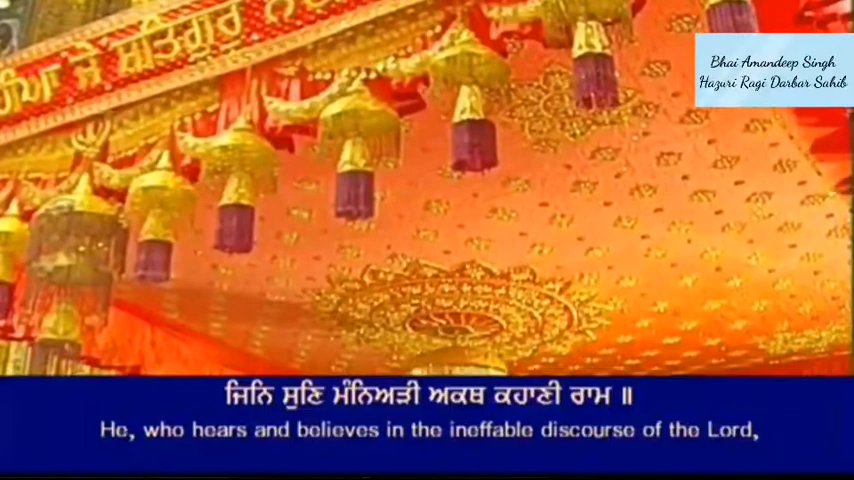 ਸਤਿਗੁਰ
Bhai Amandeep Singh
Hazuri Ragi Darbar Sahib
ਜਿਨਿ ਸੁਣਿ ਮੰਨਿਅੜੀ ਅਕਥ ਕਹਾਣੀ ਰਾਮ ॥
He, who hears and believes in the ineffable discourse of the Lord,